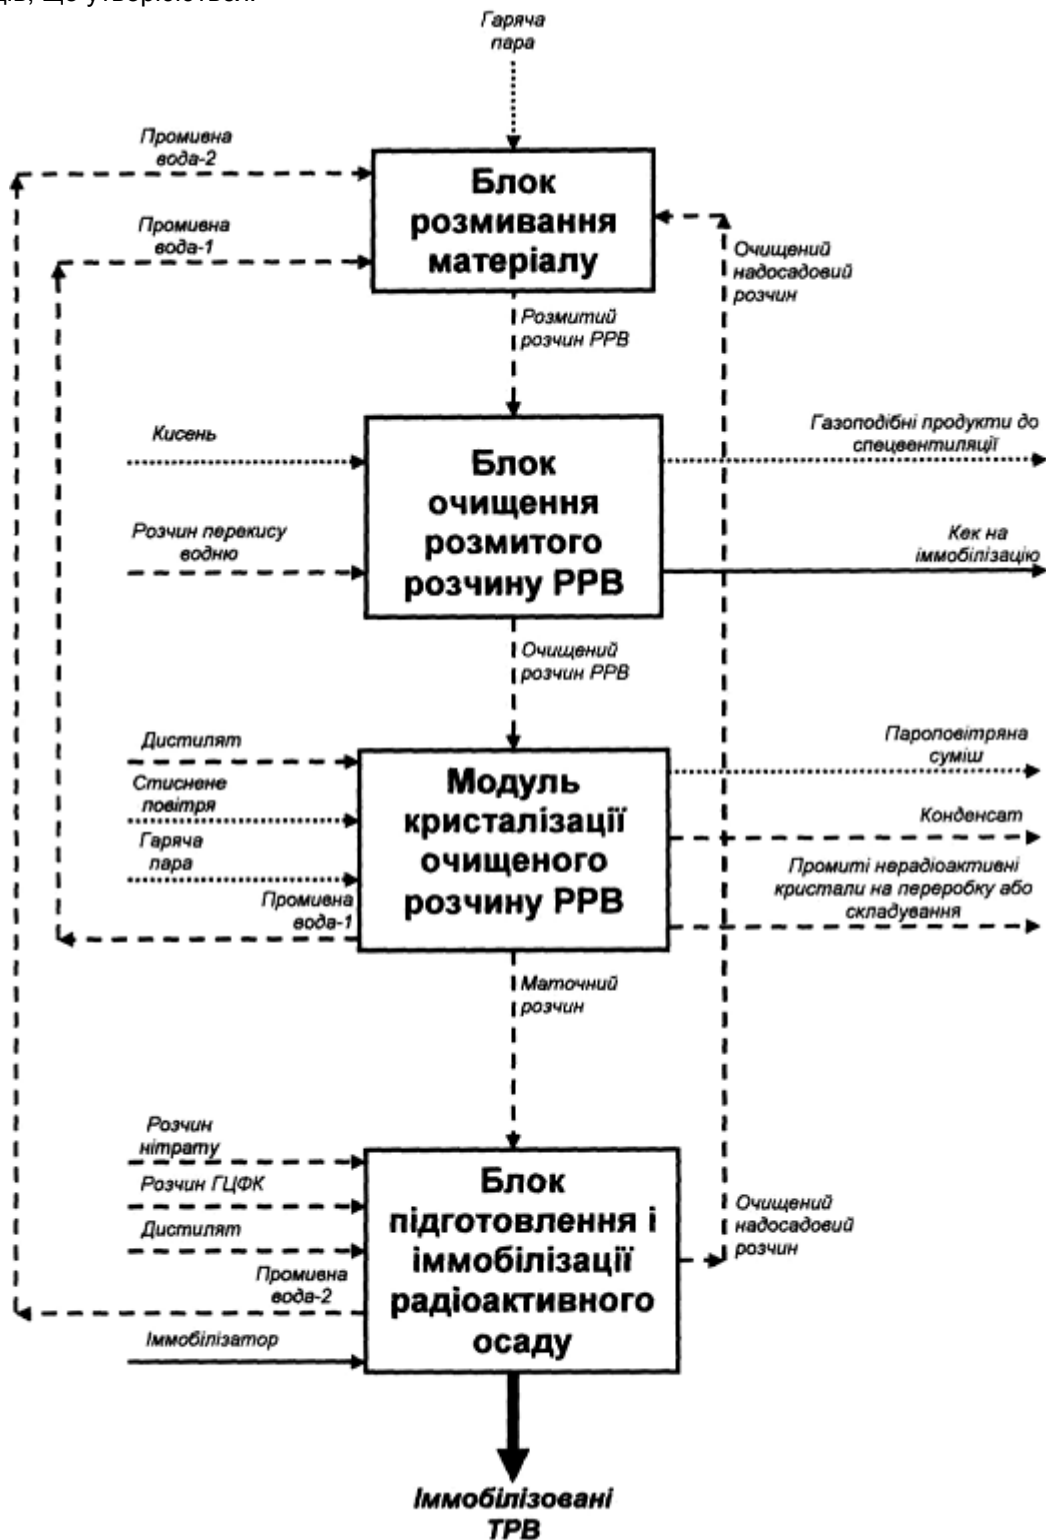 Гаряча
пара
Промивна
вода-2
Блок
розмивання
матеріалу
Промивна
вода-1
Очищений
надосадовий
розчин
Розмитий
розчин РРВ
Кисень
Газоподібні продукти до
спецвентиляції
Блок
очищення
розмитого
розчину РРВ
Розчин перекису
водню
Кек на
іммобілізацію
Очищений
розчин РРВ
Дистилят
Пароповітряна
суміш
Стиснене
повітря
Модуль
кристалізації
очищеного
розчину РРВ
Конденсат
Гаряча
пара
Промиті нерадіоактивні
кристали на переробку або
складування
Промивна
вода-1
Маточний
розчин
Розчин
нітрату
Розчин ГЦФК
Блок
підготовлення і
іммобілізації
радіоактивного
осаду
Очищений
надосадовий
розчин
Дистилят
Промивна
вода-2
Іммобілізатор
Іммобілізовані
ТРВ